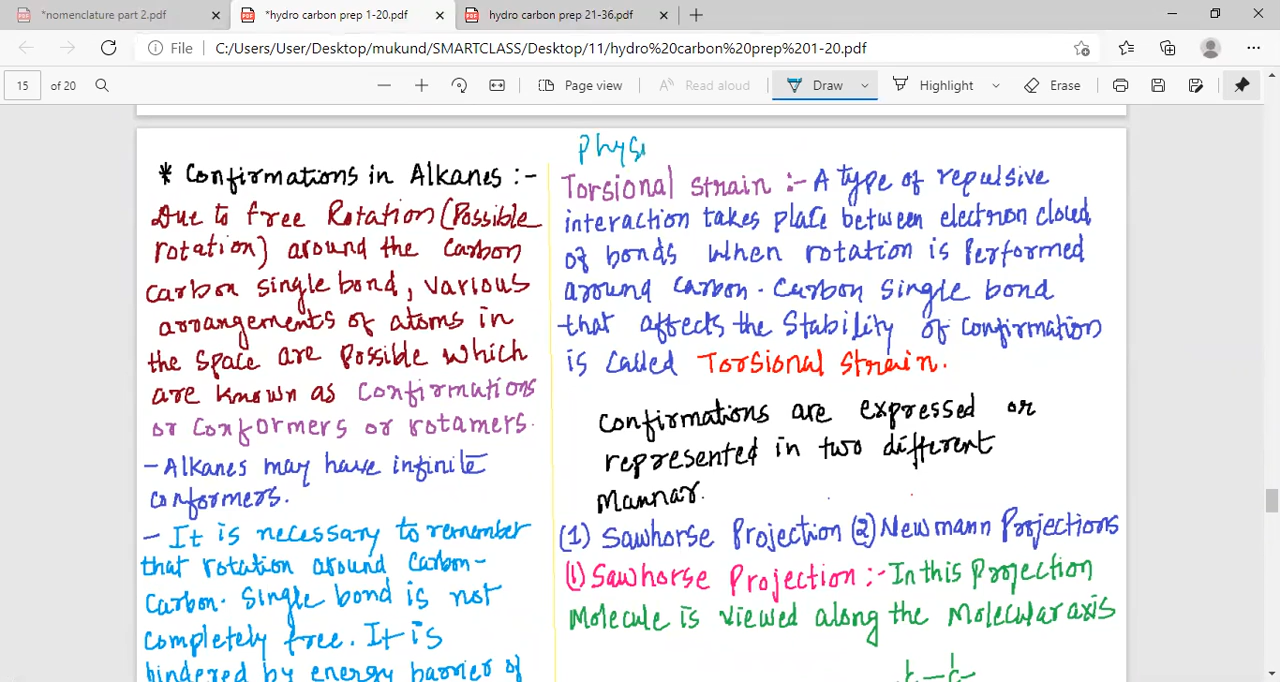 *nomenclature part 2.pdf
*hydro carbon prep 1-20.pdf
hydro carbon prep 21-36.pdf
File C:/Users/User/Desktop/mukund/SMARTCLASS/Desktop/11/hydro%20carbon%20prep%201-20.pdf
15 of 20 Page view Read aloud Draw Highlight Erase
* Confirmations in Alkanes :-
Due to free Rotation (Possible
rotation) around the Carbon
carbon single bond, various
arrangements of atoms in
the space are possible which
are known as Confirmations
or Conformers or rotamers.
- Alkanes may have infinite
conformers.
- It is necessary to remember
that rotation around Carbon-
Carbon. Single bond is not
completely free. It is
hindered by energy barrier of
Phys
Torsional strain :- A type of repulsive
interaction takes place between electron cloud
of bonds when rotation is Performed
around Carbon. Carbon Single bond
that affects the Stability of Confirmation
is Called Torsional Strain.
Confirmations are expressed or
represented in two different
Mannar.
(1) Sawhorse Projection (2) Newmann Projections
(1) Sawhorse Projection :- In this Projection
Molecule is viewed along the Molecular axis
C-C-